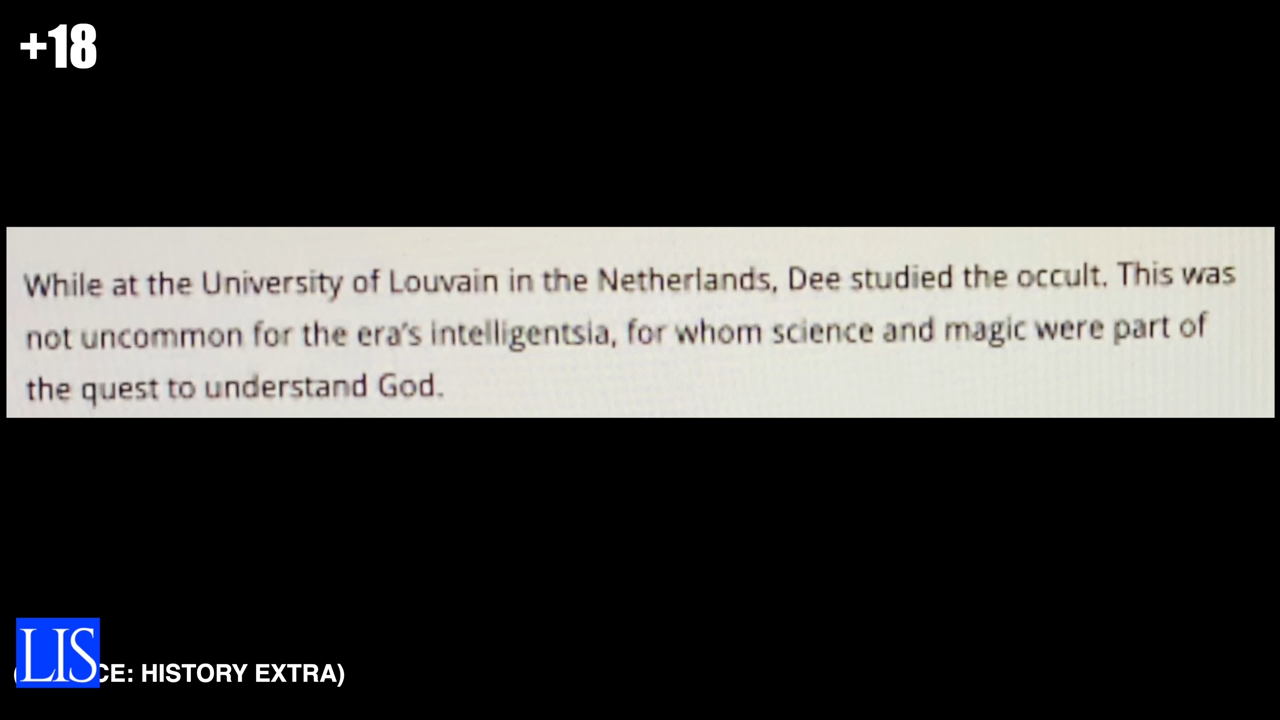 +18
While at the University of Louvain in the Netherlands, Dee studied the occult. This was
not uncommon for the era's intelligentsia, for whom science and magic were part of
the quest to understand God.
LIS
CE: HISTORY EXTRA)